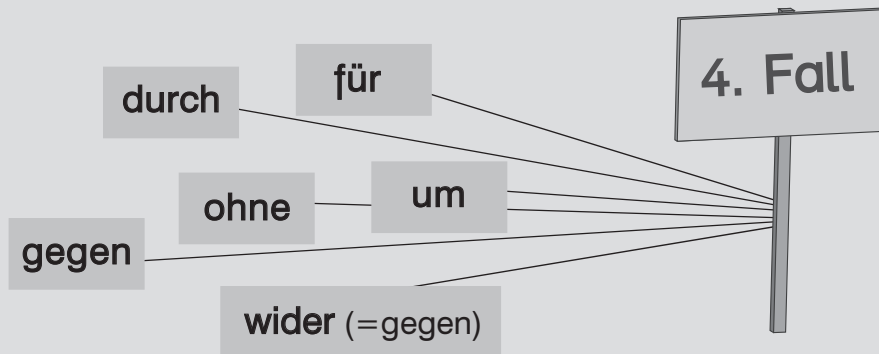 für
4. Fall
durch
ohne
um
gegen
wider (=gegen)